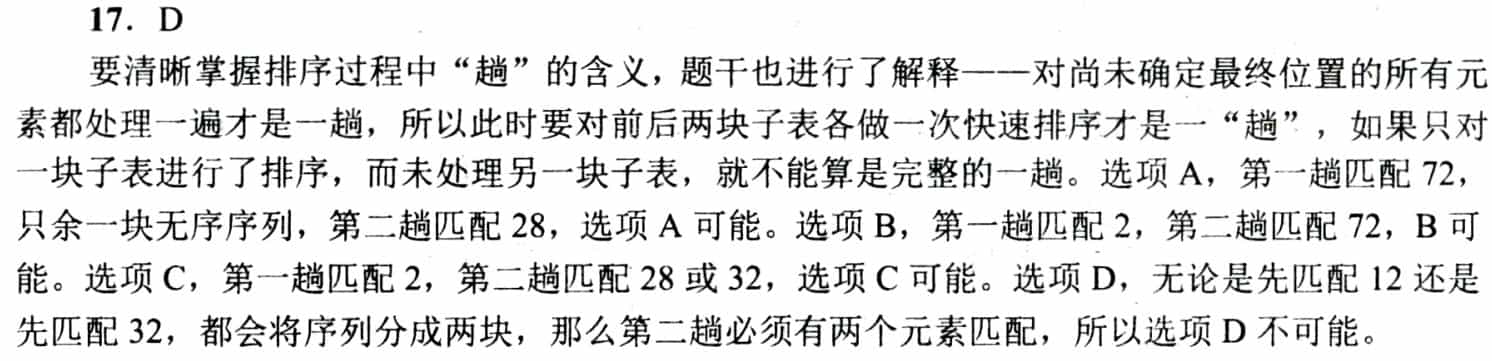 17．D
要清晰掌握排序过程中“趟”的含义，题干也进行了解释——对尚未确定最终位置的所有元
素都处理一遍才是一趟，所以此时要对前后两块子表各做一次快速排序才是一“趟”，如果只对
一块子表进行了排序，而未处理另一块子表，就不能算是完整的一趟。选项 A，第一趟匹配 72，
只余一块无序序列，第二趟匹配 28，选项 A 可能。选项 B，第一趟匹配 2，第二趟匹配 72，B 可
能。选项 C，第一趟匹配 2，第二趟匹配 28 或 32，选项 C 可能。选项 D，无论是先匹配 12 还是
先匹配 32，都会将序列分成两块，那么第二趟必须有两个元素匹配，所以选项 D 不可能。